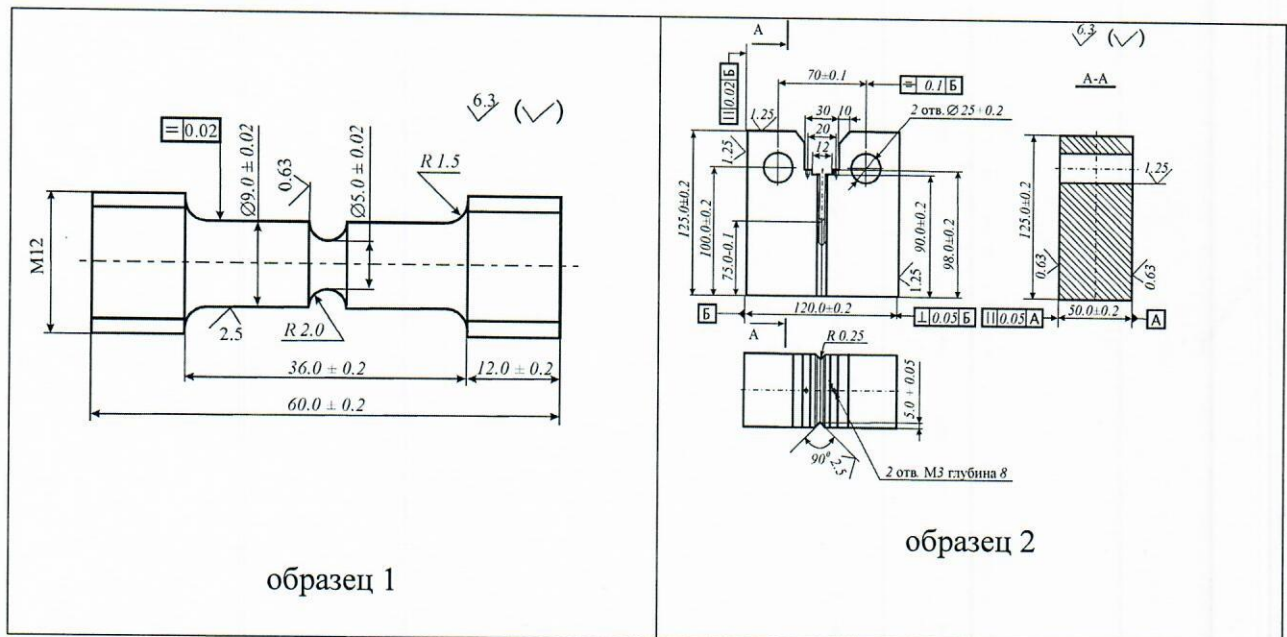 6.3 (√)
= 0.02
Ø9.0 ± 0.02
0.63
Ø5.0 ± 0.02
R 1.5
M12
2.5
R 2.0
36.0 ± 0.2
12.0 ± 0.2
60.0 ± 0.2
образец 1
A
6.3 (√)
70±0.1
= 0.1 Б
A-A
|| 0.02 Б
1.25
30 10
2 отв. Ø 25±0.2
20
12
1.25
1.25
125.0±0.2
100.0±0.2
75.0-0.1
90.0±0.2
98.0±0.2
1.25
125.0±0.2
0.63
0.63
Б
120.0±0.2
⊥ 0.05 Б
|| 0.05 A
50.0±0.2
A
A
R 0.25
5.0 ± 0.05
90⁰
2.5
2 отв. М3 глубина 8
образец 2